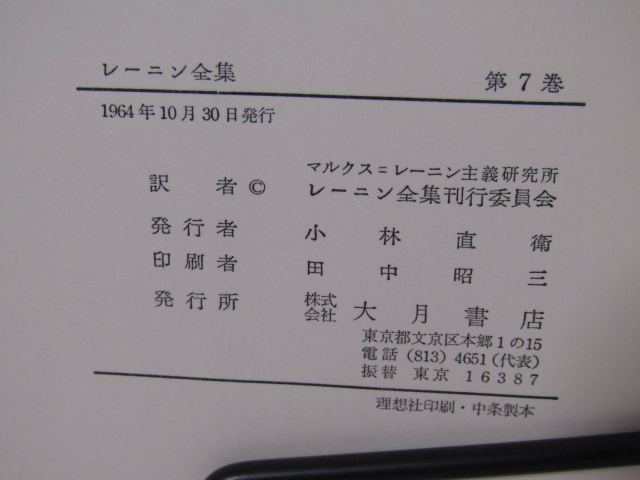 レーニン全集 第7巻
1964年10月30日発行
マルクス=レーニン主義研究所
訳者© レーニン全集刊行委員会
発行者 小林直衛
印刷者 田中昭三
発行所 株式会社 大月書店
東京都文京区本郷1の15
電話 (813) 4651 (代表)
振替 東京 16387
理想社印刷・中条製本